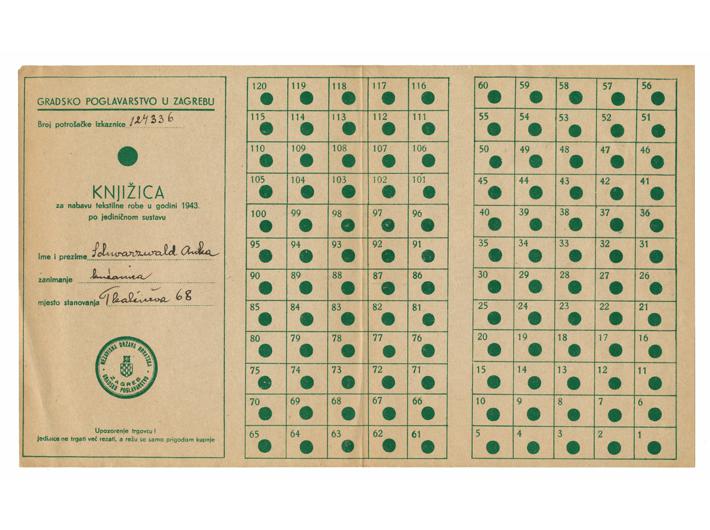 GRADSKO POGLAVARSTVO U ZAGREBU
Broj potrošačke iskaznice 124336
KNJIŽICA
za nabavu tekstilne robe u godini 1943.
po jediničnom sustavu
Ime i prezime Schwarzwald Anka
zanimanje kućanica
mjesto stanovanja Tkalčićeva 68
NEZAVISNA DRŽAVA HRVATSKA
ZAGREB
GRADSKO POGLAVARSTVO
Upozorenje trgovcu!
Jedinice ne trgati već rezati, a režu se samo prigodom kupnje
120 119 118 117 116
115 114 113 112 111
110 109 108 107 106
105 104 103 102 101
100 99 98 97 96
95 94 93 92 91
90 89 88 87 86
85 84 83 82 81
80 79 78 77 76
75 74 73 72 71
70 69 68 67 66
65 64 63 62 61
60 59 58 57 56
55 54 53 52 51
50 49 48 47 46
45 44 43 42 41
40 39 38 37 36
35 34 33 32 31
30 29 28 27 26
25 24 23 22 21
20 19 18 17 16
15 14 13 12 11
10 9 8 7 6
5 4 3 2 1